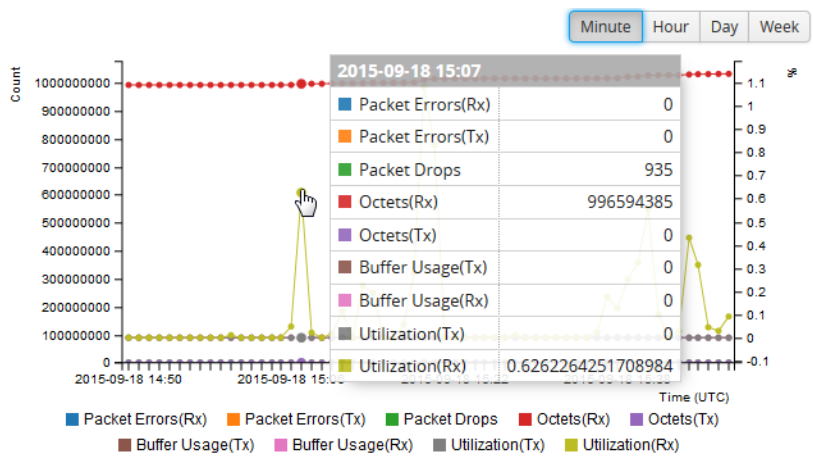 Minute Hour Day Week
Count
%
1000000000
900000000
800000000
700000000
600000000
500000000
400000000
300000000
200000000
100000000
0
1.1
1
0.9
0.8
0.7
0.6
0.5
0.4
0.3
0.2
0.1
0
-0.1
2015-09-18 15:07
Packet Errors(Rx) 0
Packet Errors(Tx) 0
Packet Drops 935
Octets(Rx) 996594385
Octets(Tx) 0
Buffer Usage(Tx) 0
Buffer Usage(Rx) 0
Utilization(Tx) 0
Utilization(Rx) 0.6262264251708984
2015-09-18 14:50 2015-09-18
Time (UTC)
Packet Errors(Rx) Packet Errors(Tx) Packet Drops Octets(Rx) Octets(Tx)
Buffer Usage(Tx) Buffer Usage(Rx) Utilization(Tx) Utilization(Rx)